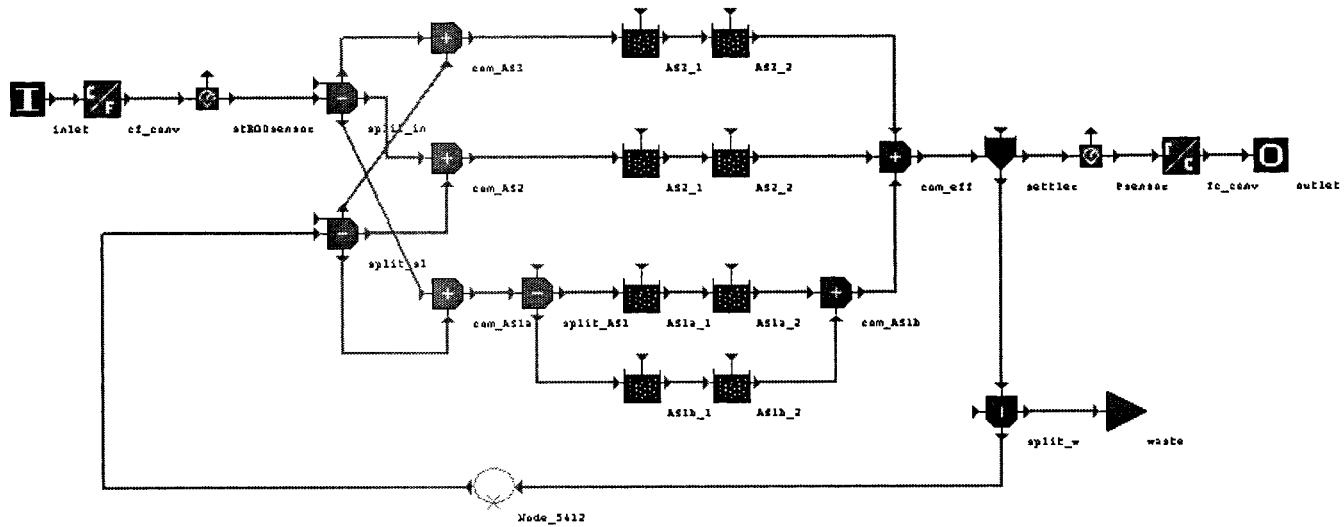 com_AS3
AS3_1
AS3_2
I
C/F
inlet
cf_conv
stBODsensor
split_in
com_AS2
AS2_1
AS2_2
com_eff
settler
Psensor
F/C
fc_conv
O
outlet
split_sl
com_AS1a
split_AS1
AS1a_1
AS1a_2
com_AS1b
AS1b_1
AS1b_2
split_w
waste
Node_5412